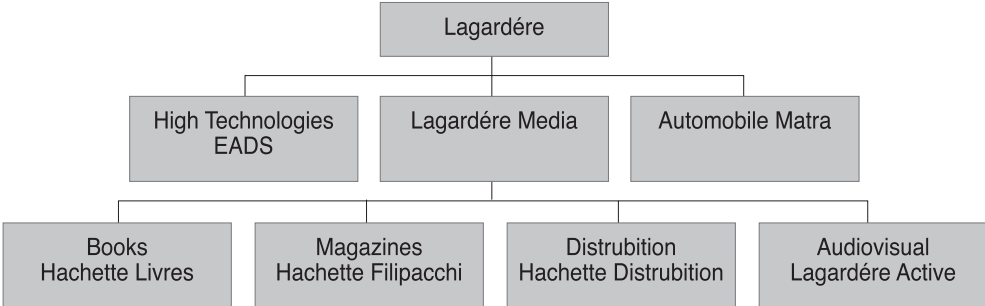 Lagardére
High Technologies
EADS
Lagardére Media
Automobile Matra
Books
Hachette Livres
Magazines
Hachette Filipacchi
Distrubition
Hachette Distrubition
Audiovisual
Lagardére Active